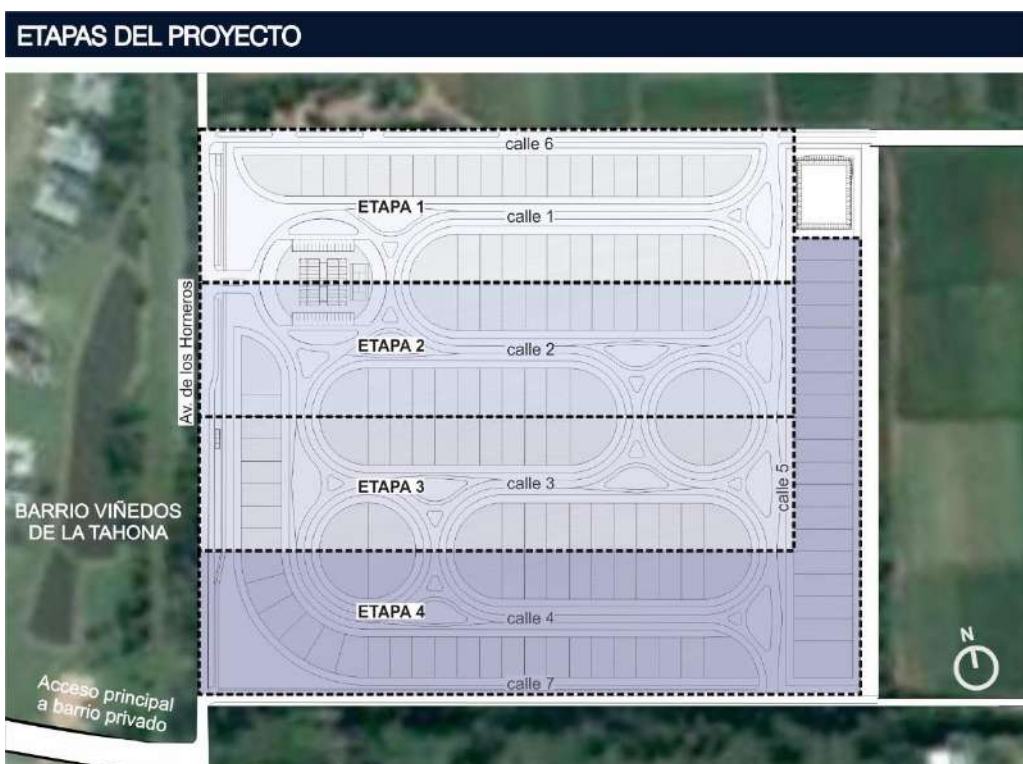 ETAPAS DEL PROYECTO
calle 6
ETAPA 1
calle 1
Av. de los Horneros
ETAPA 2
calle 2
calle 5
ETAPA 3
calle 3
BARRIO VIÑEDOS
DE LA TAHONA
ETAPA 4
calle 4
N
calle 7
Acceso principal
a barrio privado